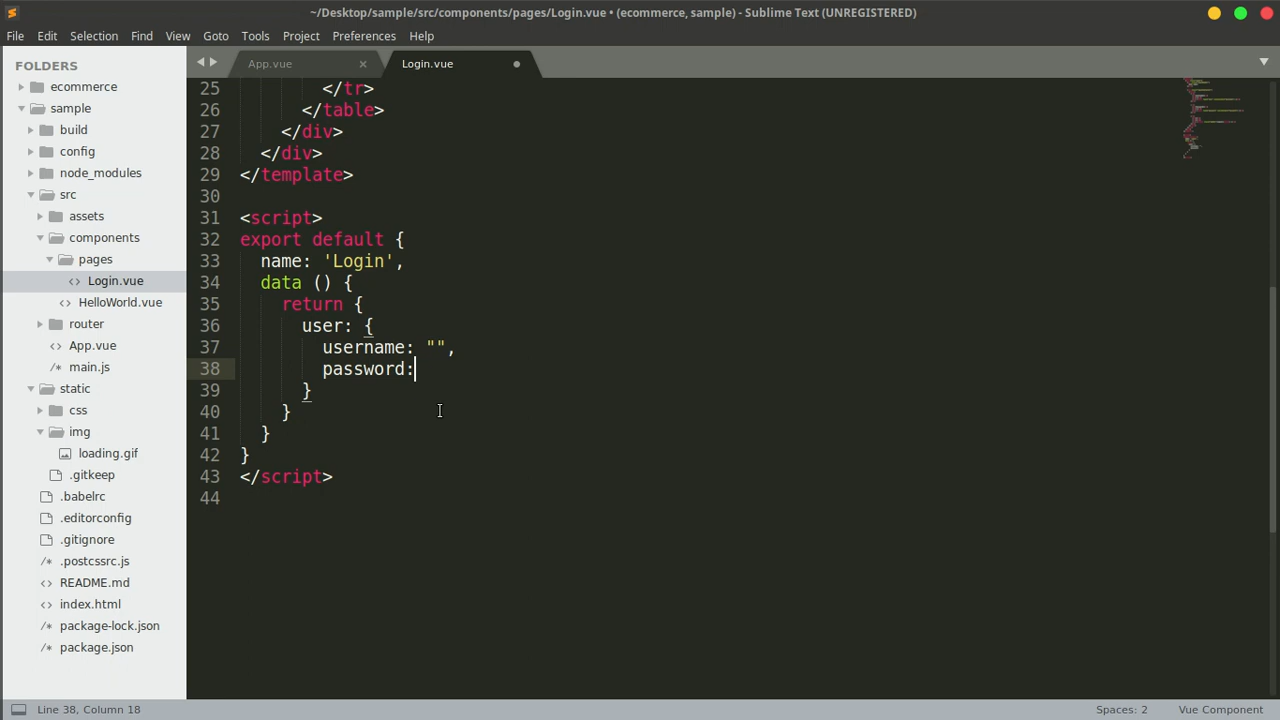 ~/Desktop/sample/src/components/pages/Login.vue • (ecommerce, sample) - Sublime Text (UNREGISTERED)
File Edit Selection Find View Goto Tools Project Preferences Help
FOLDERS
ecommerce
sample
build
config
node_modules
src
assets
components
pages
<> Login.vue
<> HelloWorld.vue
router
<> App.vue
/* main.js
static
css
img
loading.gif
.gitkeep
.babelrc
.editorconfig
.gitignore
/* .postcssrc.js
<> README.md
<> index.html
/* package-lock.json
/* package.json
App.vue × Login.vue
25 </tr>
26 </table>
27 </div>
28 </div>
29 </template>
30
31 <script>
32 export default {
33 name: 'Login',
34 data () {
35 return {
36 user: {
37 username: "",
38 password:
39 }
40 }
41 }
42 }
43 </script>
44
Line 38, Column 18
Spaces: 2 Vue Component